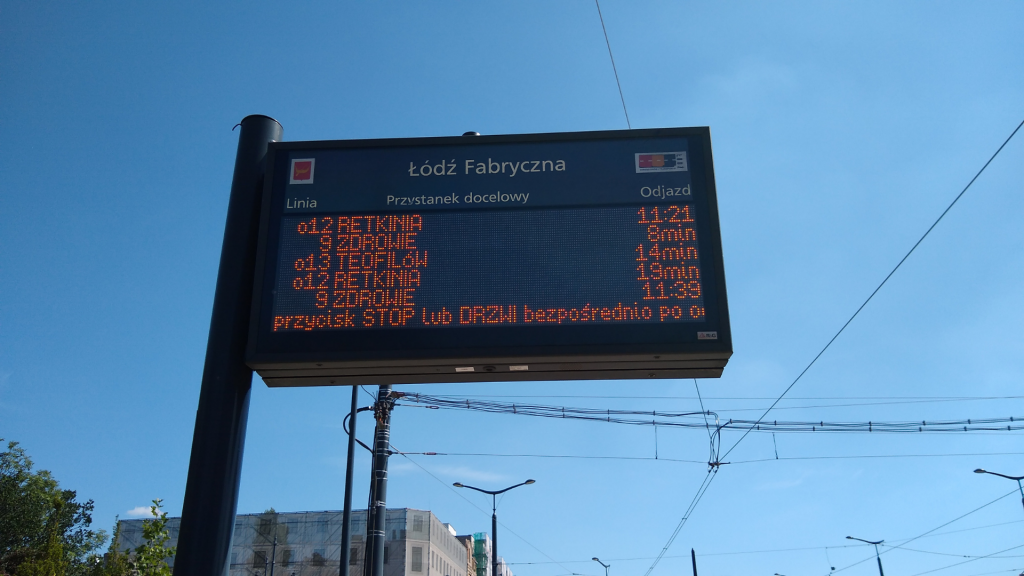 Łódź Fabryczna
Linia Przystanek docelowy Odjazd
o12 RETKINIA 11:21
9 ZDROWIE 8min
o13 TEOFILÓW 14min
o12 RETKINIA 19min
9 ZDROWIE 11:39
przycisk STOP lub DRZWI bezpośrednio po